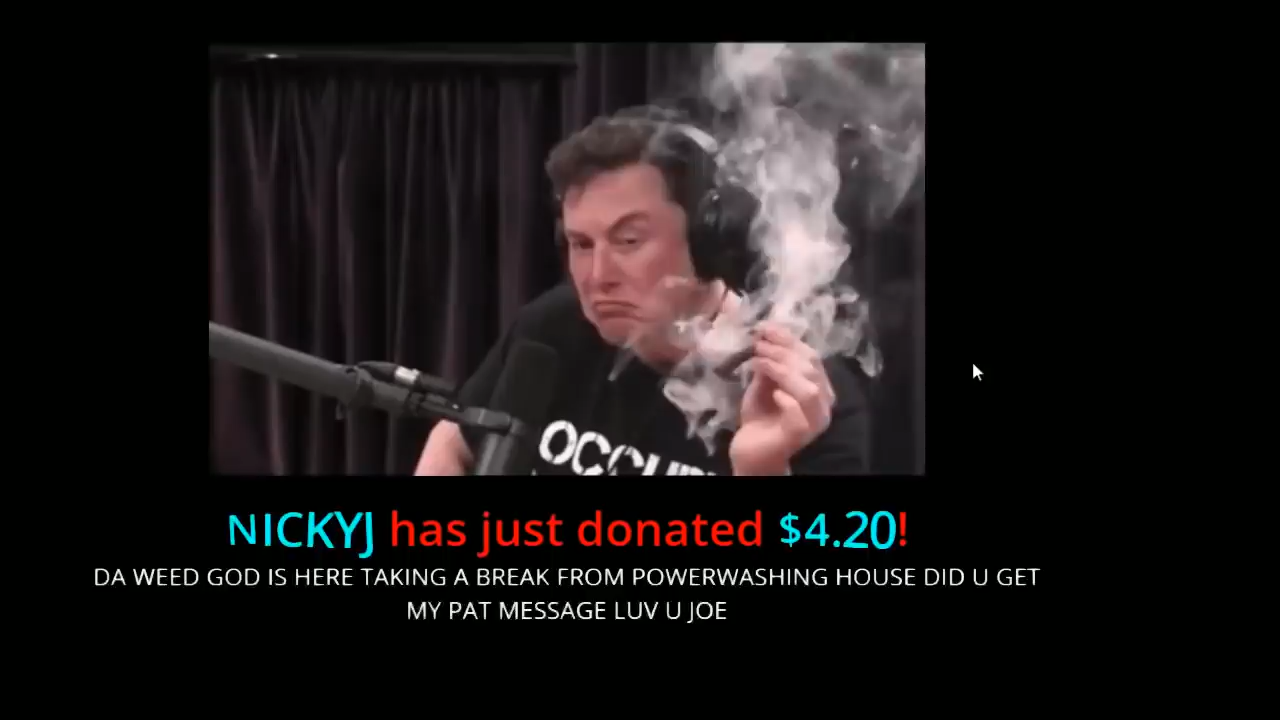 OCCUP
NICKYJ has just donated $4.20!
DA WEED GOD IS HERE TAKING A BREAK FROM POWERWASHING HOUSE DID U GET
MY PAT MESSAGE LUV U JOE